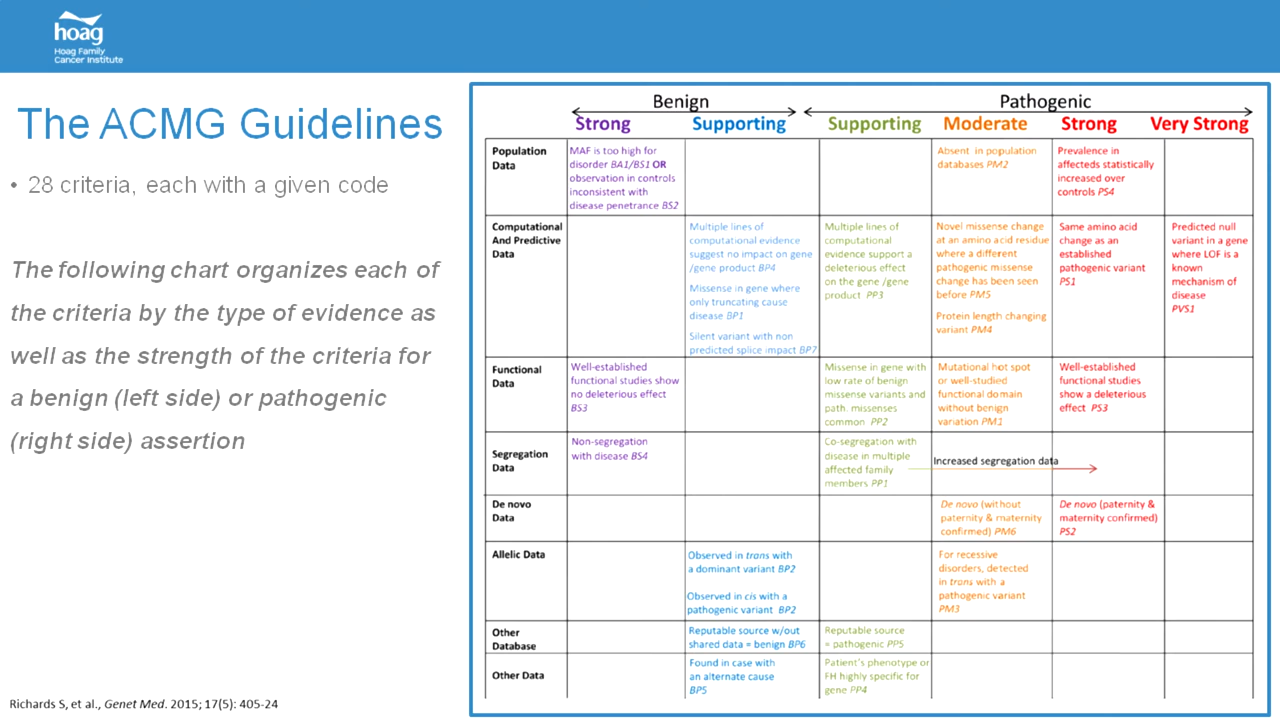 hoag
Hoag Family
Cancer Institute
The ACMG Guidelines
• 28 criteria, each with a given code
The following chart organizes each of
the criteria by the type of evidence as
well as the strength of the criteria for
a benign (left side) or pathogenic
(right side) assertion
Richards S, et al., Genet Med. 2015; 17(5): 405-24
Benign
Pathogenic
Strong
Supporting
Supporting
Moderate
Strong
Very Strong
Population
Data
MAF is too high for
disorder BA1/BS1 OR
observation in controls
inconsistent with
disease penetrance BS2
Absent in population
databases PM2
Prevalence in
affecteds statistically
increased over
controls PS4
Computational
And Predictive
Data
Multiple lines of
computational evidence
suggest no impact on gene
/gene product BP4
Missense in gene where
only truncating cause
disease BP1
Silent variant with non
predicted splice impact BP7
Multiple lines of
computational
evidence support a
deleterious effect
on the gene /gene
product PP3
Novel missense change
at an amino acid residue
where a different
pathogenic missense
change has been seen
before PM5
Protein length changing
variant PM4
Same amino acid
change as an
established
pathogenic variant
PS1
Predicted null
variant in a gene
where LOF is a
known
mechanism of
disease
PVS1
Functional
Data
Well-established
functional studies show
no deleterious effect
BS3
Missense in gene with
low rate of benign
missense variants and
path. missenses
common PP2
Mutational hot spot
or well-studied
functional domain
without benign
variation PM1
Well-established
functional studies
show a deleterious
effect PS3
Segregation
Data
Non-segregation
with disease BS4
Co-segregation with
disease in multiple
affected family
members PP1
Increased segregation data
De novo
Data
De novo (without
paternity & maternity
confirmed) PM6
De novo (paternity &
maternity confirmed)
PS2
Allelic Data
Observed in trans with
a dominant variant BP2
Observed in cis with a
pathogenic variant BP2
For recessive
disorders, detected
in trans with a
pathogenic variant
PM3
Other
Database
Reputable source w/out
shared data = benign BP6
Reputable source
= pathogenic PP5
Other Data
Found in case with
an alternate cause
BP5
Patient's phenotype or
FH highly specific for
gene PP4